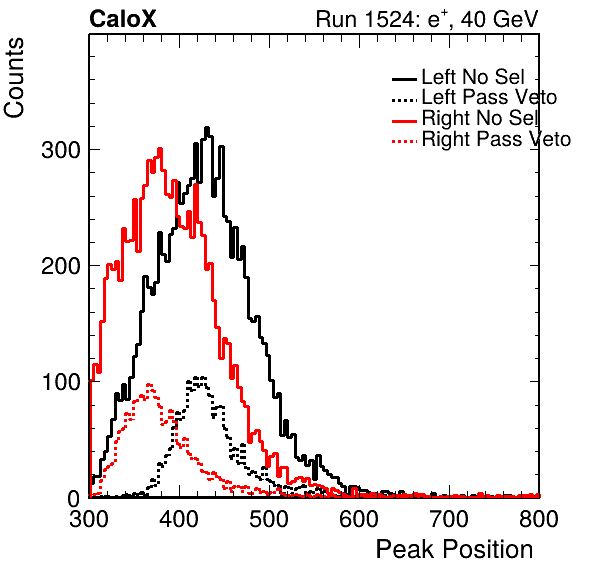 CaloX Run 1524: e+, 40 GeV
Counts
Left No Sel
Left Pass Veto
Right No Sel
Right Pass Veto
300
200
100
0
300 400 500 600 700 800
Peak Position